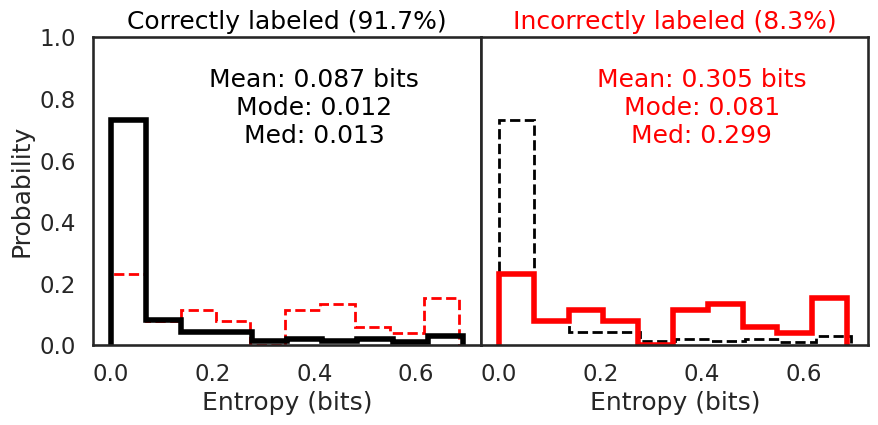 Correctly labeled (91.7%)
Incorrectly labeled (8.3%)
Mean: 0.087 bits
Mode: 0.012
Med: 0.013
Mean: 0.305 bits
Mode: 0.081
Med: 0.299
Probability
1.0
0.8
0.6
0.4
0.2
0.0
0.0 0.2 0.4 0.6
0.0 0.2 0.4 0.6
Entropy (bits)
Entropy (bits)